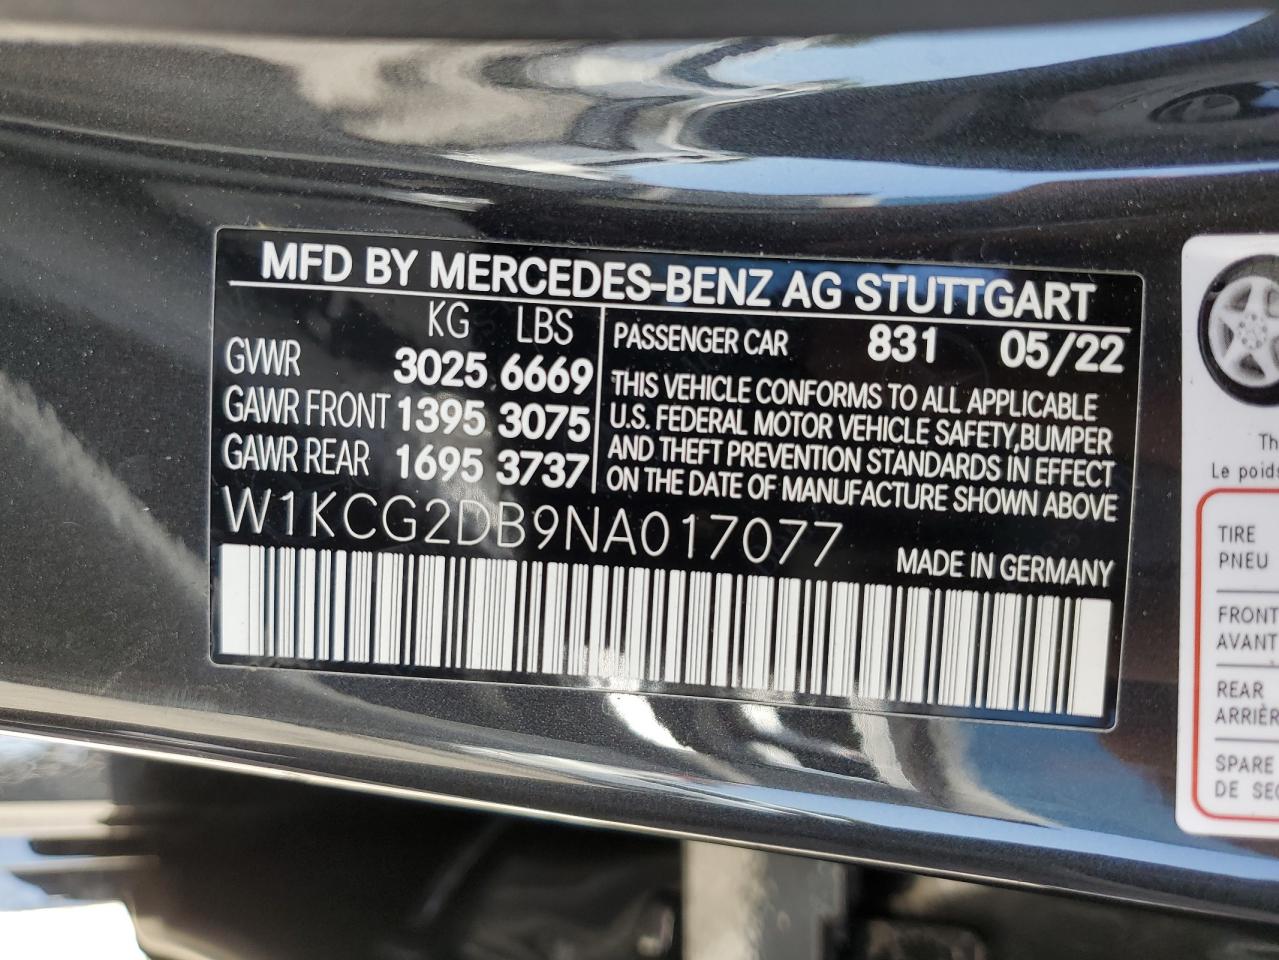 MFD BY MERCEDES-BENZ AG STUTTGART
KG LBS
GVWR 3025 6669
GAWR FRONT 1395 3075
GAWR REAR 1695 3737
PASSENGER CAR 831 05/22
THIS VEHICLE CONFORMS TO ALL APPLICABLE
U.S. FEDERAL MOTOR VEHICLE SAFETY,BUMPER
AND THEFT PREVENTION STANDARDS IN EFFECT
ON THE DATE OF MANUFACTURE SHOWN ABOVE
W1KCG2DB9NA017077
MADE IN GERMANY
Th
Le poids
TIRE
PNEU
FRONT
AVANT
REAR
ARRIÈR
SPARE
DE SEC